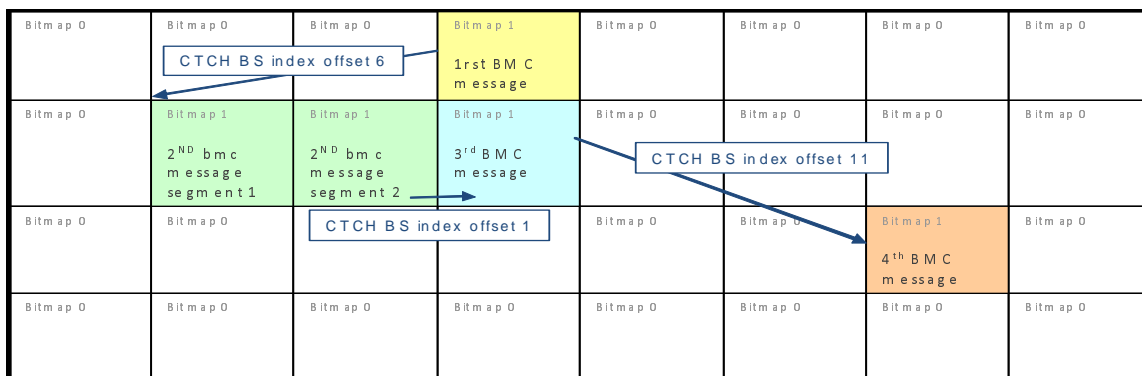 Bitmap 0 Bitmap 0 Bitmap 0 Bitmap 1 Bitmap 0 Bitmap 0 Bitmap 0 Bitmap 0
CTCH BS index offset 6
1rst BMC
message
Bitmap 0 Bitmap 1 Bitmap 1 Bitmap 1 Bitmap 0 Bitmap 0 Bitmap 0 Bitmap 0
2ND bmc
message
segment 1
2ND bmc
message
segment 2
3rd BMC
message
CTCH BS index offset 11
CTCH BS index offset 1
Bitmap 0 Bitmap 0 Bitmap 0 Bitmap 0 Bitmap 1 Bitmap 0
4th BMC
message
Bitmap 0 Bitmap 0 Bitmap 0 Bitmap 0 Bitmap 0 Bitmap 0 Bitmap 0 Bitmap 0